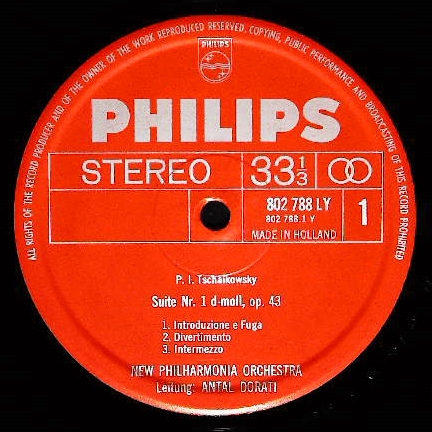 ALL RIGHTS OF THE RECORD PRODUCER AND OF THE OWNER OF THE WORK REPRODUCED RESERVED. COPYING, PUBLIC PERFORMANCE AND BROADCASTING OF THIS RECORD PROHIBITED
PHILIPS
PHILIPS
STEREO 33 1/3
802 788 LY
802 788.1 Y
1
MADE IN HOLLAND
P. I. Tschaikowsky
Suite Nr. 1 d-moll, op. 43
1. Introduzione e Fuga
2. Divertimento
3. Intermezzo
NEW PHILHARMONIA ORCHESTRA
Leitung: ANTAL DORATI